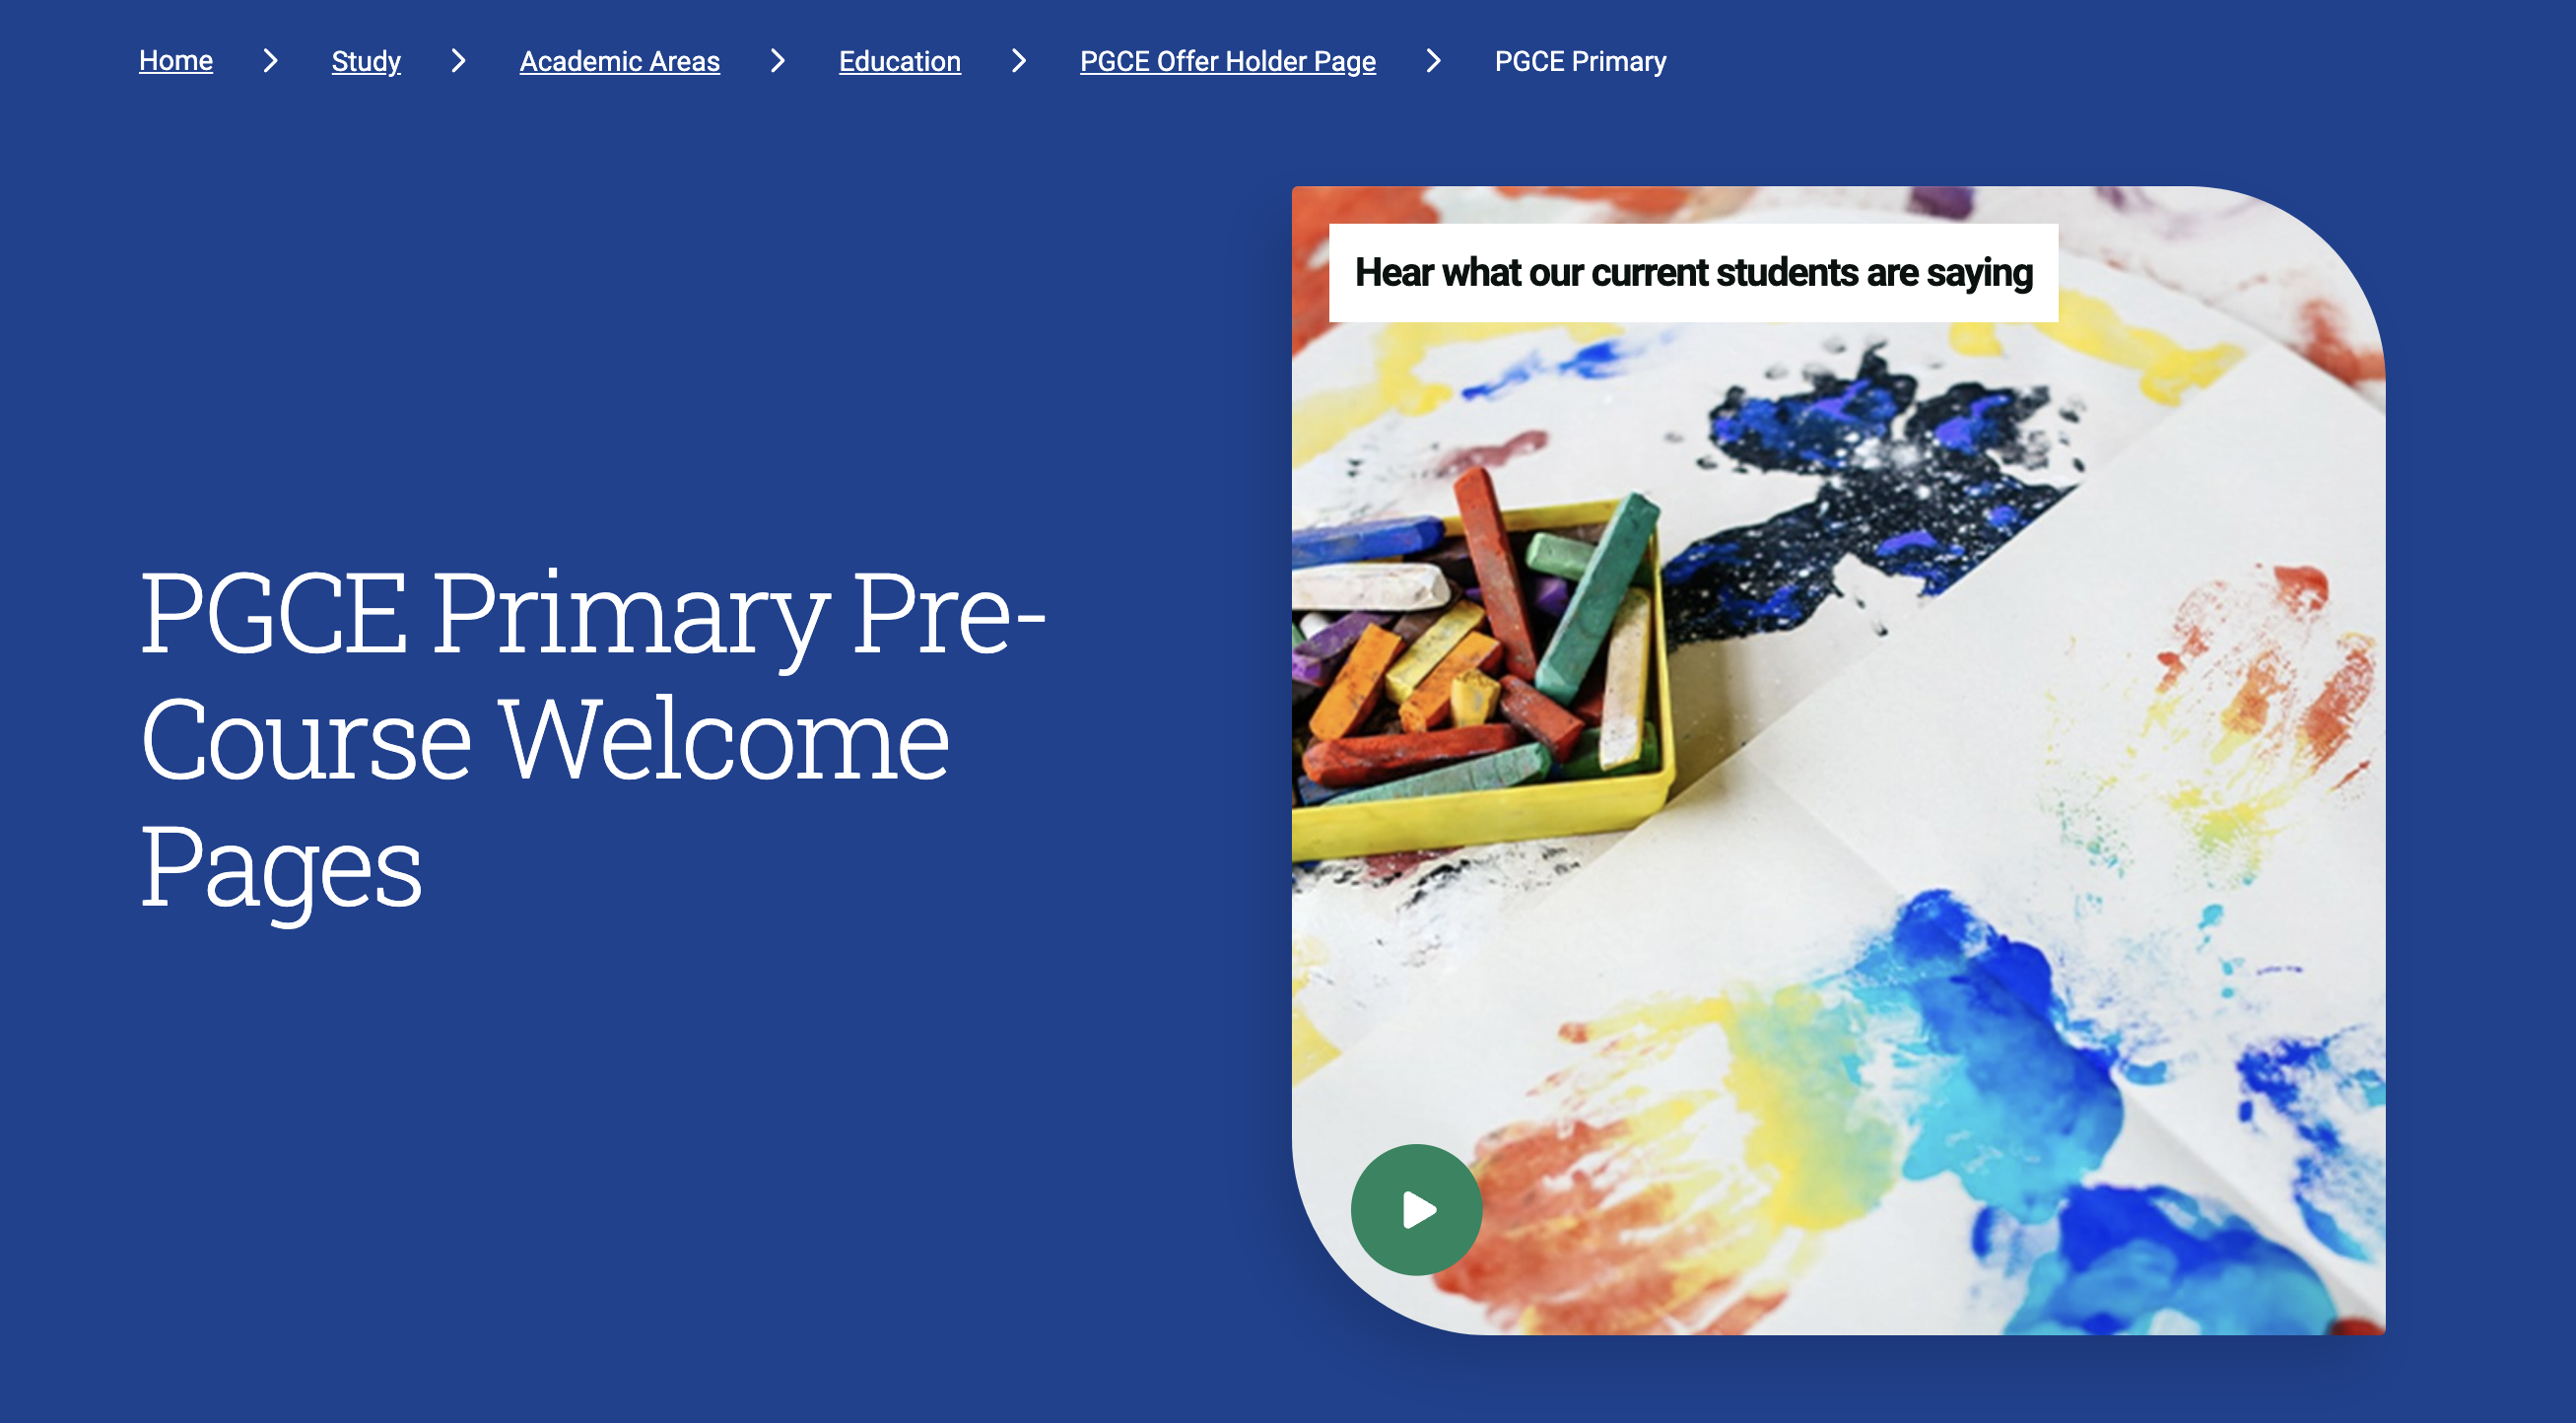 Home > Study > Academic Areas > Education > PGCE Offer Holder Page > PGCE Primary
PGCE Primary Pre-
Course Welcome
Pages
Hear what our current students are saying